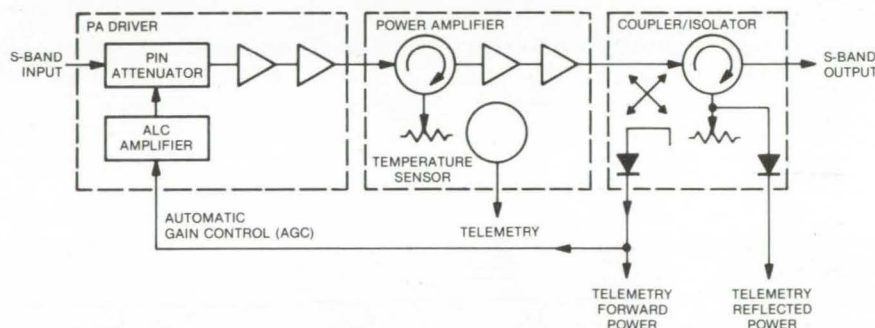 PA DRIVER
POWER AMPLIFIER
COUPLER/ISOLATOR
S-BAND
INPUT
PIN
ATTENUATOR
S-BAND
OUTPUT
ALC
AMPLIFIER
TEMPERATURE
SENSOR
AUTOMATIC
GAIN CONTROL (AGC)
TELEMETRY
TELEMETRY
FORWARD
POWER
TELEMETRY
REFLECTED
POWER